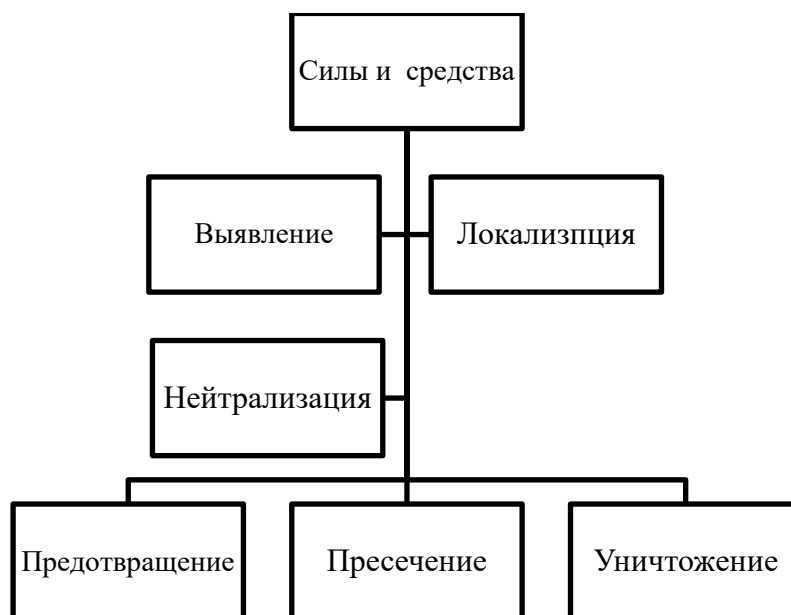 Силы и средства
Выявление
Локализпция
Нейтрализация
Предотвращение
Пресечение
Уничтожение